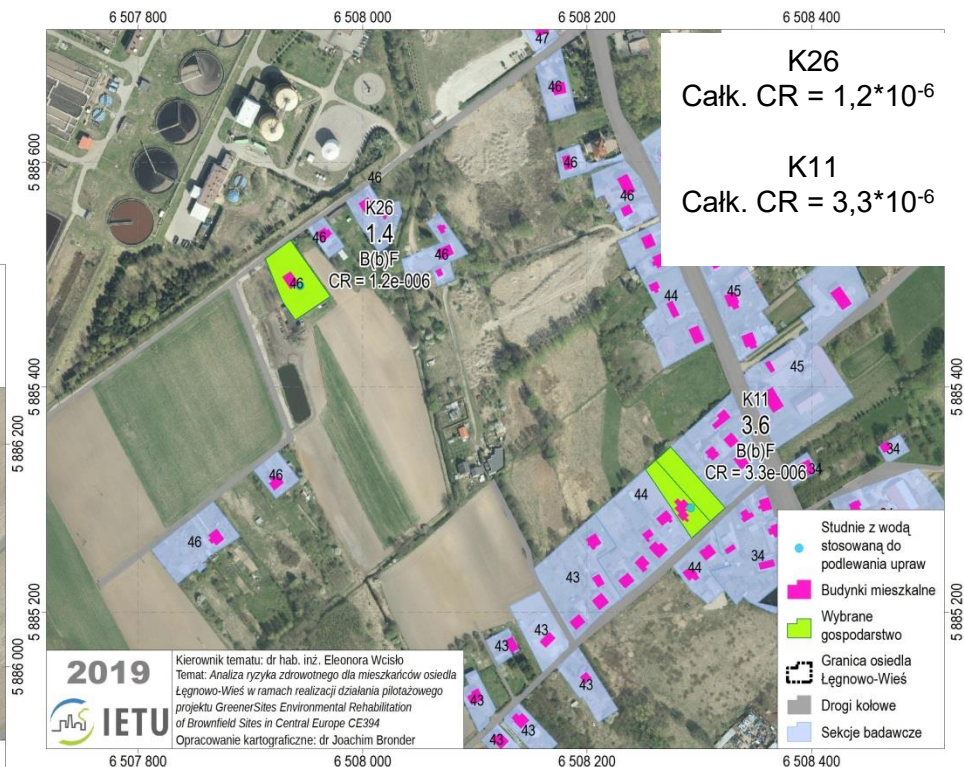 6 507 800
6 508 000
6 508 200
6 508 400
K26
Całk. CR = 1,2*10-6
K11
Całk. CR = 3,3*10-6
47
46
46
46
5 885 600
46
K26
1.4
B(b)F
CR = 1.2e-006
46
46
46
44
45
45
5 885 400
5 885 400
5 886 200
K11
3.6
B(b)F
CR = 3.3e-006
34
34
46
44
46
43
44
34
43
43
43
43
43
43
5 885 200
5 885 200
5 886 000
Studnie z wodą
stosowaną do
podlewania upraw
Budynki mieszkalne
Wybrane
gospodarstwo
Granica osiedla
Łęgnowo-Wieś
Drogi kołowe
Sekcje badawcze
2019
IETU
Kierownik tematu: dr hab. inż. Eleonora Wcisło
Temat: Analiza ryzyka zdrowotnego dla mieszkańców osiedla
Łęgnowo-Wieś w ramach realizacji działania pilotażowego
projektu GreenerSites Environmental Rehabilitation
of Brownfield Sites in Central Europe CE394
Opracowanie kartograficzne: dr Joachim Bronder
6 507 800
6 508 000
6 508 200
6 508 400